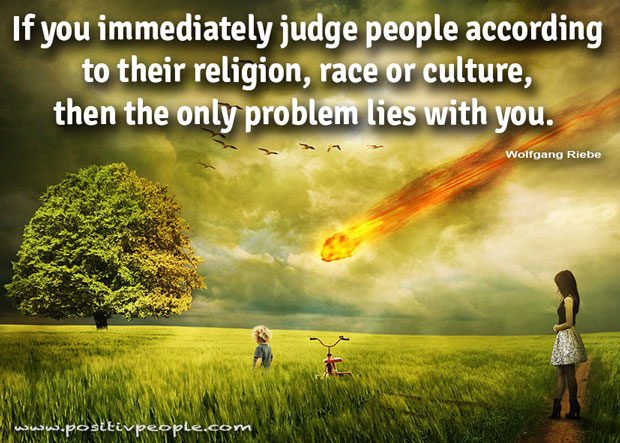 If you immediately judge people according
to their religion, race or culture,
then the only problem lies with you.
Wolfgang Riebe
www.positivpeople.com